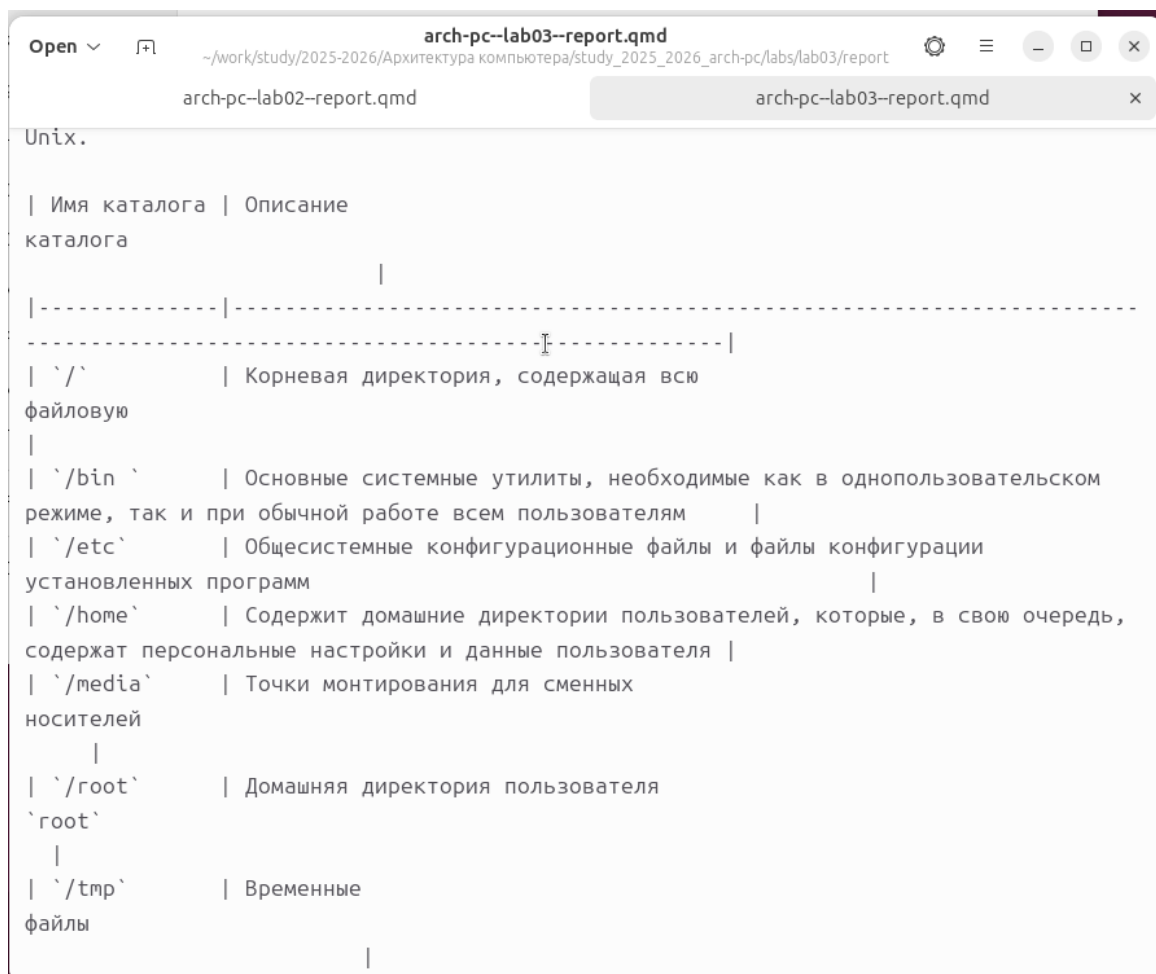 Open
arch-pc--lab03--report.qmd
~/work/study/2025-2026/Архитектура компьютера/study_2025_2026_arch-pc/labs/lab03/report
arch-pc--lab02--report.qmd
arch-pc--lab03--report.qmd
Unix.
| Имя каталога | Описание
каталога
|
|--------------|----------------------------------------------------------------------
------------------------------------------------------|
| `/` | Корневая директория, содержащая всю
файловую
|
| `/bin ` | Основные системные утилиты, необходимые как в однопользовательском
режиме, так и при обычной работе всем пользователям |
| `/etc` | Общесистемные конфигурационные файлы и файлы конфигурации
установленных программ |
| `/home` | Содержит домашние директории пользователей, которые, в свою очередь,
содержат персональные настройки и данные пользователя |
| `/media` | Точки монтирования для сменных
носителей
|
| `/root` | Домашняя директория пользователя
`root`
|
| `/tmp` | Временные
файлы
|